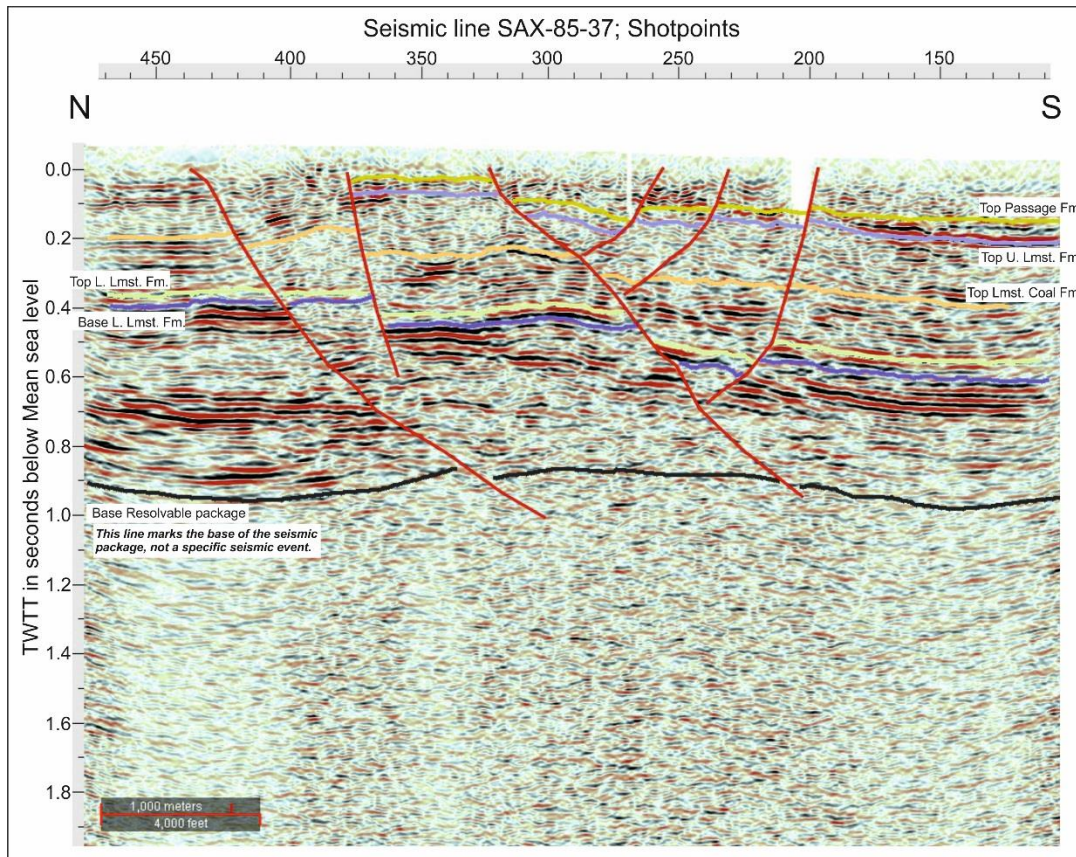 Seismic line SAX-85-37; Shotpoints
450 400 350 300 250 200 150
N S
0.0
Top Passage Fm
0.2
Top U. Lmst. Fm
Top L. Lmst. Fm.
Top Lmst. Coal Fm
0.4
Base L. Lmst. Fm.
0.6
0.8
Base Resolvable package
1.0
This line marks the base of the seismic
package, not a specific seismic event.
1.2
1.4
1.6
1.8
TWTT in seconds below Mean sea level
1,000 meters
4,000 feet